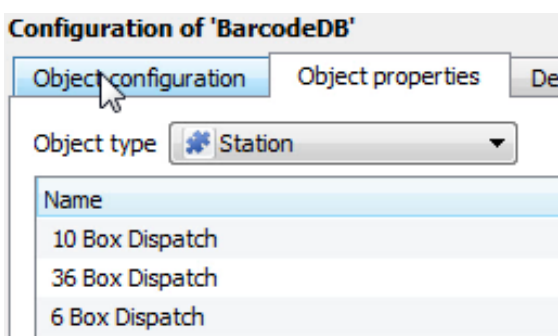 Configuration of 'BarcodeDB'
Object configuration Object properties De
Object type Station
Name
10 Box Dispatch
36 Box Dispatch
6 Box Dispatch